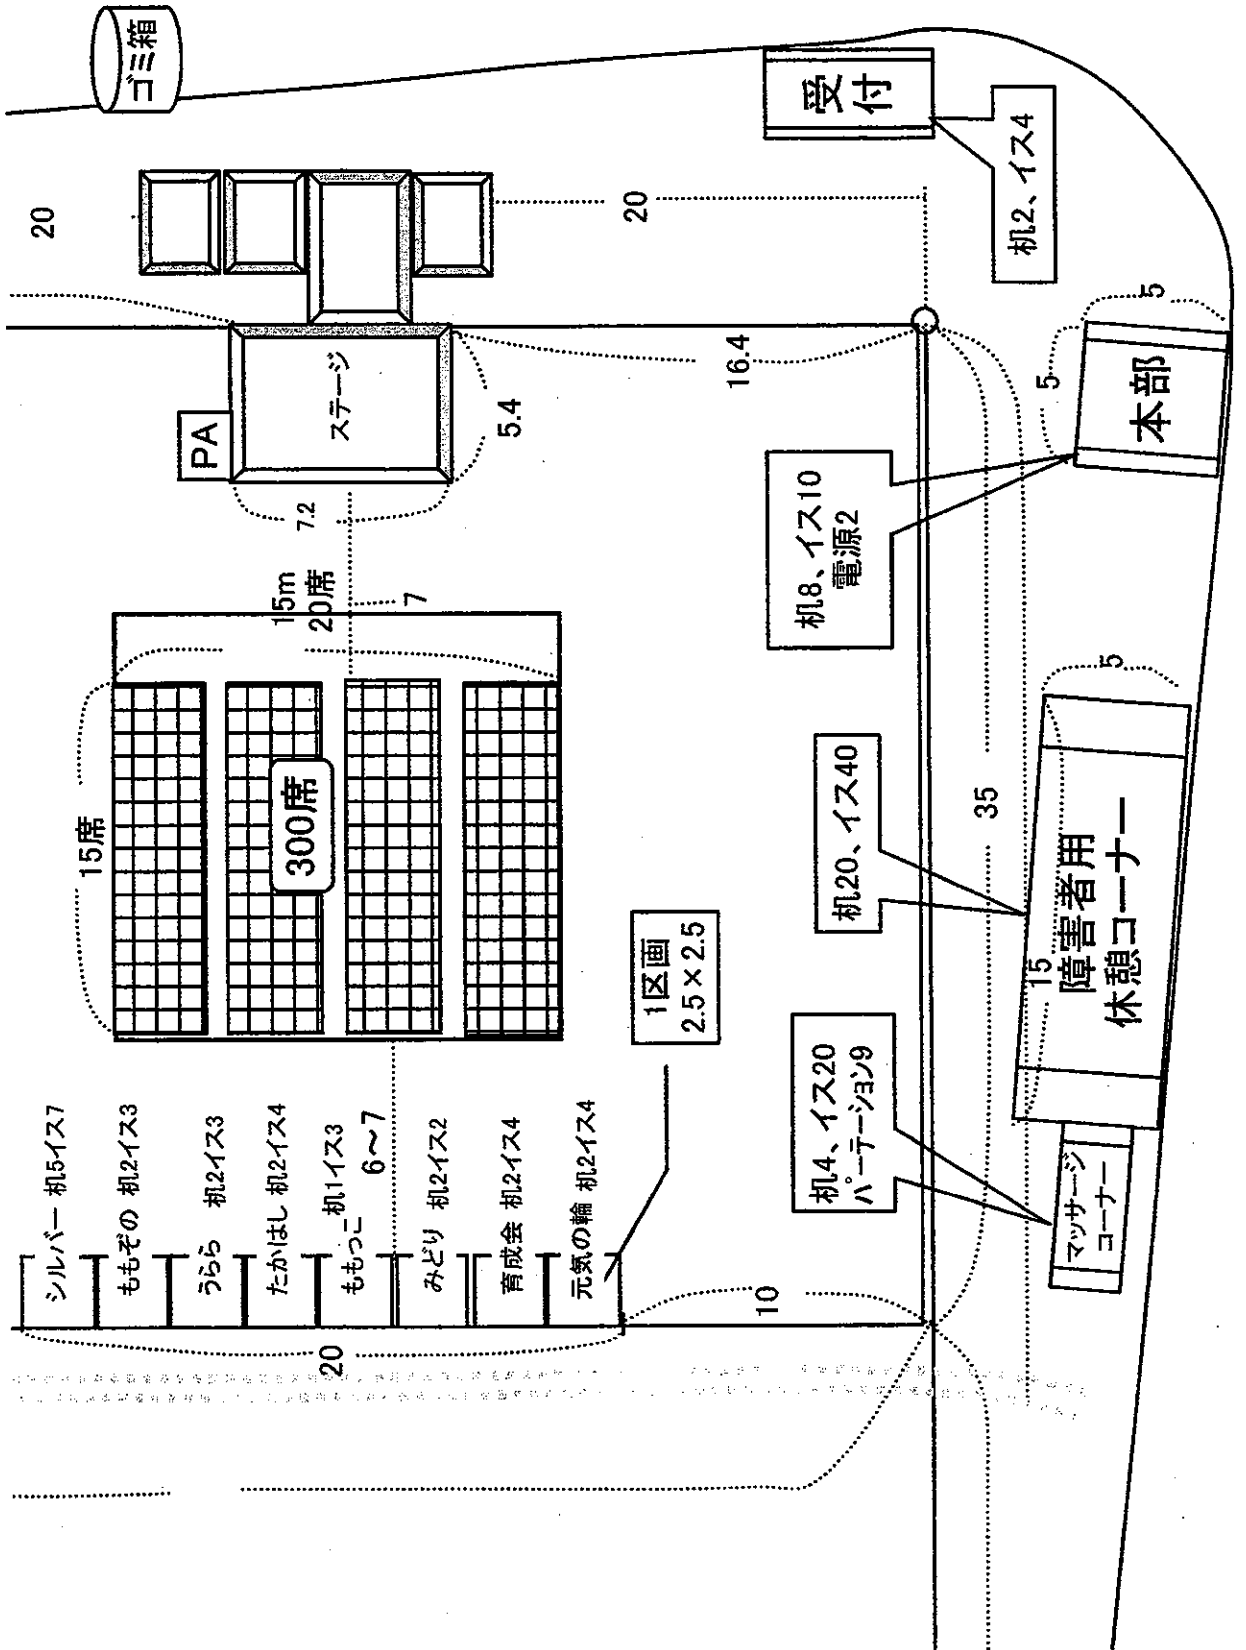 ゴミ箱
20
20
受付
机2、イス4
PA
ステージ
7.2
5.4
16.4
15m
20席
7
15席
300席
机8、イス10
電源2
5
5
本部
シルバー 机5イス7
ももぞの 机2イス3
うらら 机2イス3
たかはし 机2イス4
ももっこ 机1イス3
みどり 机2イス2
育成会 机2イス4
元気の輪 机2イス4
6～7
20
10
1区画
2.5×2.5
35
机20、イス40
5
15
障害者用
休憩コーナー
机4、イス20
パーテーション9
マッサージ
コーナー